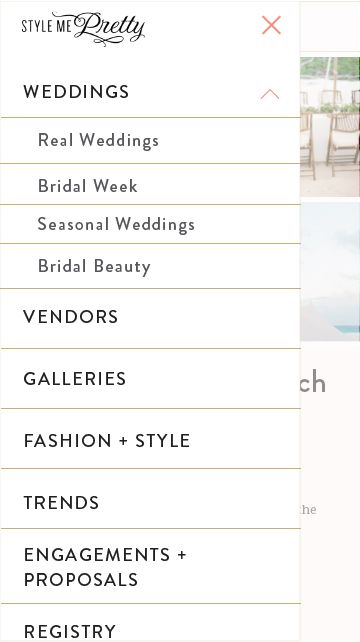 STYLE ME Pretty
WEDDINGS
Real Weddings
Bridal Week
Seasonal Weddings
Bridal Beauty
VENDORS
GALLERIES
ch
FASHION + STYLE
TRENDS
the
ENGAGEMENTS +
PROPOSALS
REGISTRY